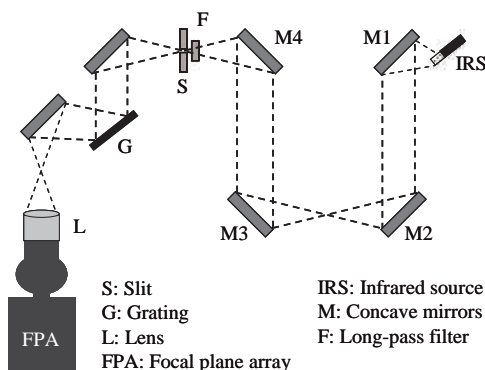 F
M4
M1
IRS
S
G
M3
M2
L
FPA
S: Slit
G: Grating
L: Lens
FPA: Focal plane array
IRS: Infrared source
M: Concave mirrors
F: Long-pass filter